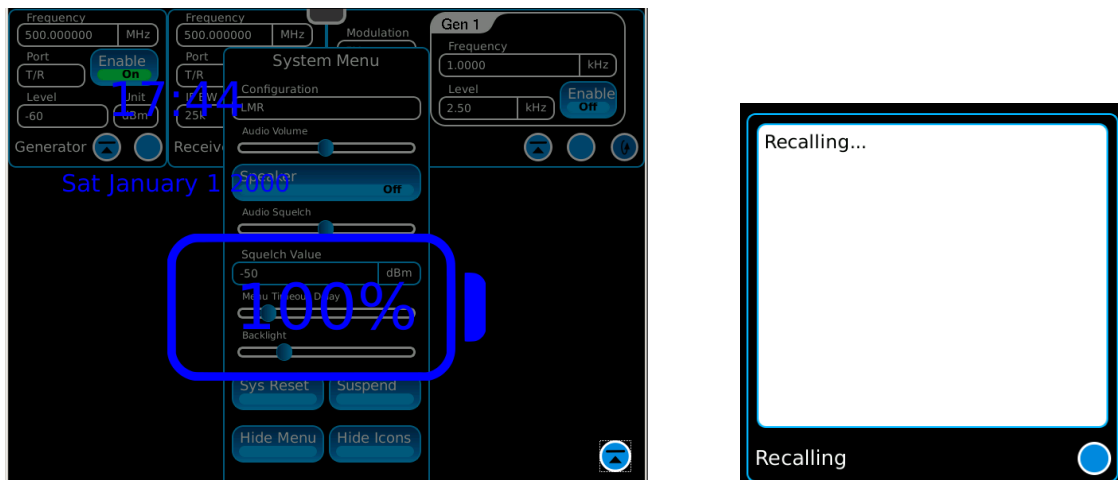 Frequency
500.000000 MHz
Port
T/R
Enable
On
Level
-60
Unit
dBm
Generator
Frequency
500.000000 MHz
Port
T/R
IF BW
25k
Receiv
Modulation
Gen 1
Frequency
1.0000 kHz
Level
2.50 kHz
Enable
Off
17:44
Sat January 1 2000
100%
System Menu
Configuration
LMR
Audio Volume
Speaker
Off
Audio Squelch
Squelch Value
-50 dBm
Menu Timeout Delay
Backlight
Sys Reset Suspend
Hide Menu Hide Icons
Recalling...
Recalling